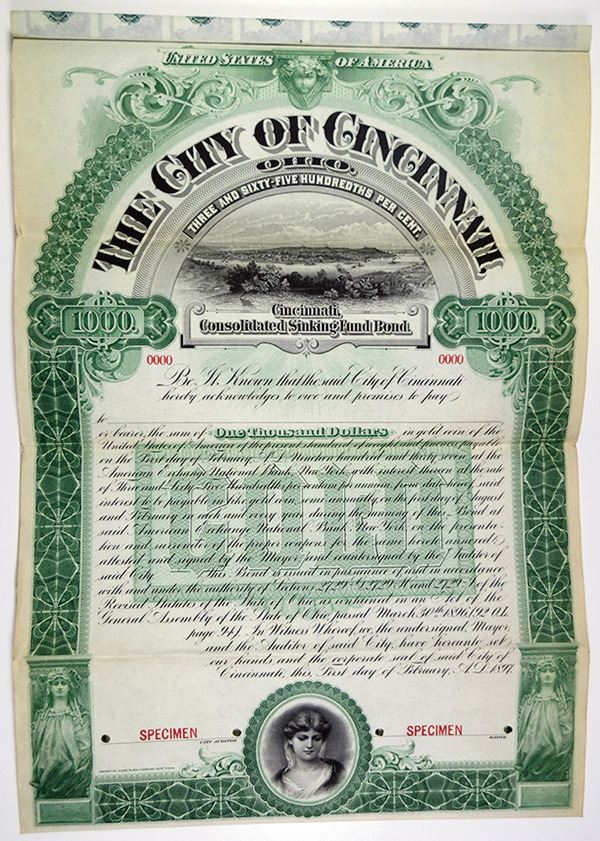 UNITED STATES OF AMERICA
THE CITY OF CINCINNATI,
OHIO.
THREE AND SIXTY-FIVE HUNDREDTHS PER CENT.
Cincinnati,
Consolidated Sinking Fund Bond.
1000. 1000.
0000 0000
Be It Known that the said City of Cincinnati
hereby acknowledges to owe and promises to pay
to
or bearer, the sum of One Thousand Dollars in gold coin of the
United States of America of the payable
on the First day of February, A.D. Nineteen hundred and thirty seven at the
American Exchange National Bank, New York, with interest thereon at the rate
of Three and Sixty-five Hundredths per centum per annum from date hereof, said
interest to be payable in like gold coin, semi-annually on the first day of August
and February of each and every year during the running of this Bond at
said American Exchange National Bank, New York, on the presenta-
tion and surrender of the proper coupons for the same hereto annexed
attested and signed by the Mayor, and countersigned by the Auditor of
said city. This Bond is issued in pursuance of and in accordance
with and under the authority of Sections 2729 and 2729
Revised Statutes of the State of Ohio as contained in an Act of the
General Assembly of the State of Ohio passed March 30th 1896 (92 O.L.
page 94). In Witness Whereof, we the undersigned Mayor,
and the Auditor of said City, have hereunto set
our hands and the corporate seal of said City of
Cincinnati, this, First day of February, A.D. 1897.
GOLD
SPECIMEN SPECIMEN
CITY AUDITOR MAYOR
AMERICAN BANK NOTE COMPANY, NEW YORK.